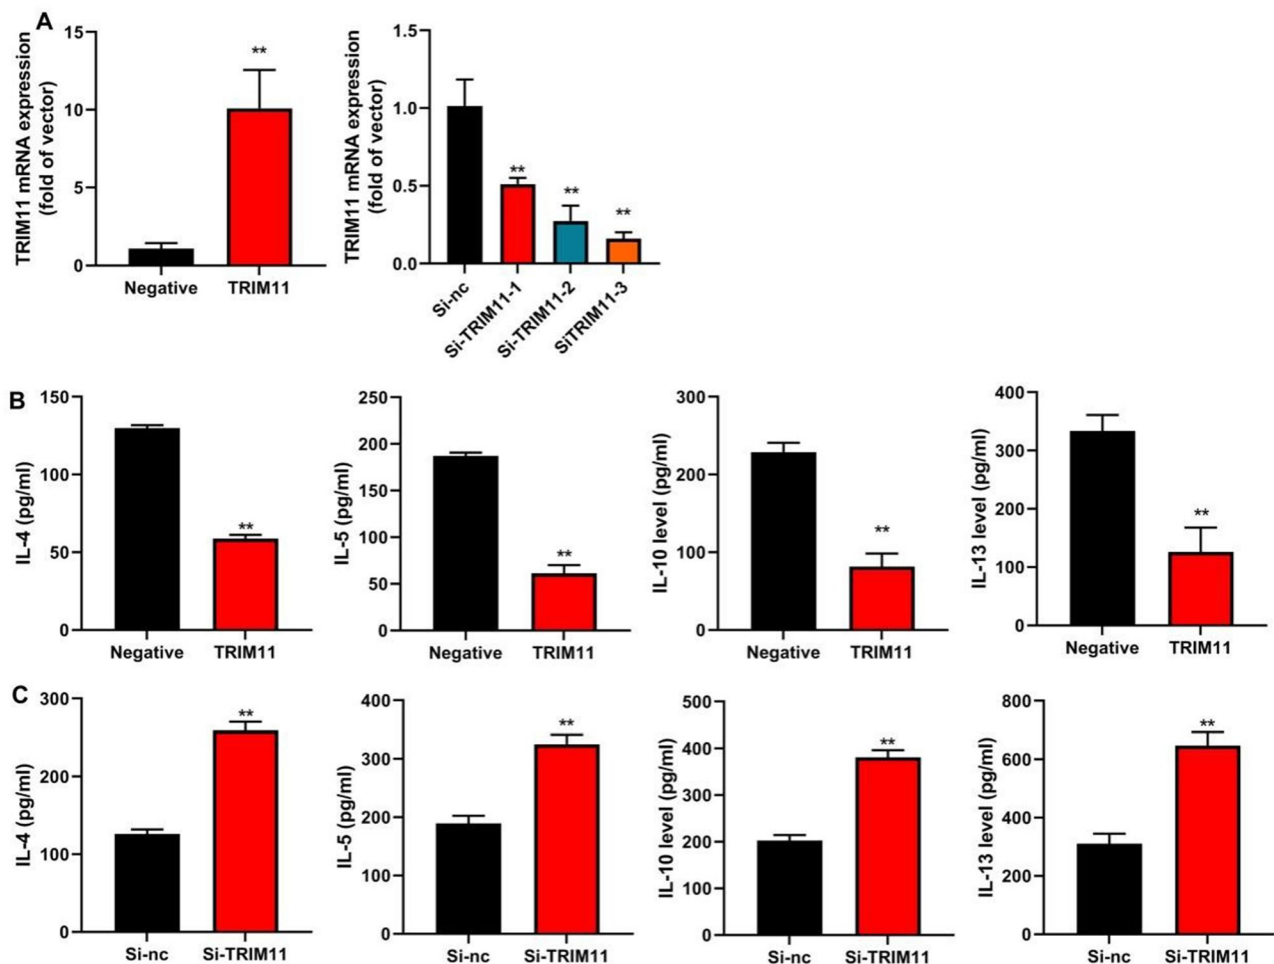 A
TRIM11 mRNA expression
(fold of vector)
15
10
5
0
**
Negative TRIM11
TRIM11 mRNA expression
(fold of vector)
1.5
1.0
0.5
0.0
**
**
**
Si-nc
Si-TRIM11-1
Si-TRIM11-2
SiTRIM11-3
B
IL-4 (pg/ml)
150
100
50
0
**
Negative TRIM11
IL-5 (pg/ml)
250
200
150
100
50
0
**
Negative TRIM11
IL-10 level (pg/ml)
300
200
100
0
**
Negative TRIM11
IL-13 level (pg/ml)
400
300
200
100
0
**
Negative TRIM11
C
IL-4 (pg/ml)
300
200
100
0
**
Si-nc Si-TRIM11
IL-5 (pg/ml)
400
300
200
100
0
**
Si-nc Si-TRIM11
IL-10 level (pg/ml)
500
400
300
200
100
0
**
Si-nc Si-TRIM11
IL-13 level (pg/ml)
800
600
400
200
0
**
Si-nc Si-TRIM11